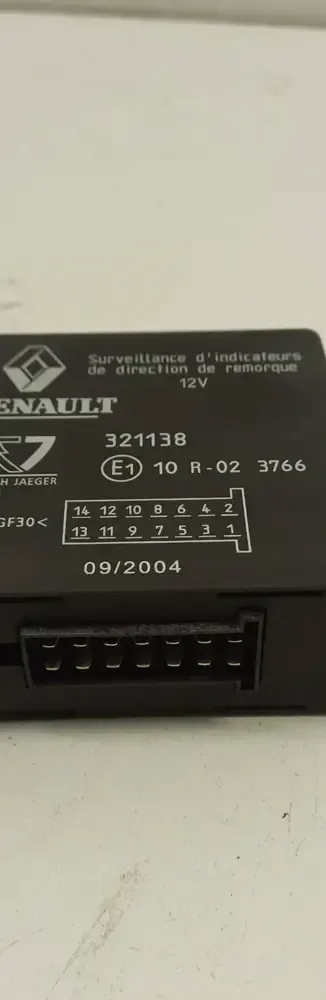 Surveillance d'indicateurs
de direction de remorque
12V
ENAULT
321138
H JAEGER
E1 10 R-02 3766
GF30<
14 12 10 8 6 4 2
13 11 9 7 5 3 1
09/2004